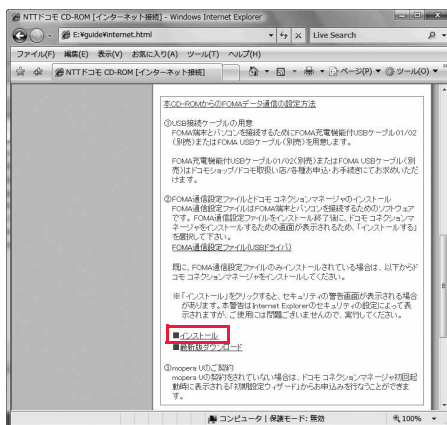 NTTドコモ CD-ROM [インターネット接続] - Windows Internet Explorer
E:¥guide¥internet.html
Live Search
ファイル(F) 編集(E) 表示(V) お気に入り(A) ツール(T) ヘルプ(H)
NTTドコモ CD-ROM [インターネット接続]
ページ(P) ツール(O)
本CD-ROMからのFOMAデータ通信の設定方法
①USB接続ケーブルの用意
FOMA端末とパソコンを接続するためにFOMA充電機能付USBケーブル01/02
(別売)またはFOMA USBケーブル(別売)を用意します。
FOMA充電機能付USBケーブル01/02(別売)またはFOMA USBケーブル(別
売)はドコモショップ/ドコモ取扱い店/各種お申込・お手続きにてお求めいただ
けます。
②FOMA通信設定ファイルとドコモ コネクションマネージャのインストール
FOMA通信設定ファイルはFOMA端末とパソコンを接続するためのソフトウェア
です。FOMA通信設定ファイルをインストール終了後に、ドコモ コネクションマ
ネージャをインストールするための画面が表示されるため、「インストールする」
を選択して下さい。
FOMA通信設定ファイル(USBドライバ)
既に、FOMA通信設定ファイルのみインストールされている場合は、以下からド
コモ コネクションマネージャをインストールしてください。
※「インストール」をクリックすると、セキュリティの警告画面が表示される場合
があります。本警告はInternet Explorerのセキュリティの設定によって表
示されますが、ご使用には問題ございませんので、実行してください。
■インストール
■最新版ダウンロード
③mopera Uのご契約
mopera Uの契約をされていない場合は、ドコモ コネクションマネージャ初回起
動時に表示される「初期設定ウィザード」からお申込みを行なうことができま
す。
コンピュータ | 保護モード: 無効
100%